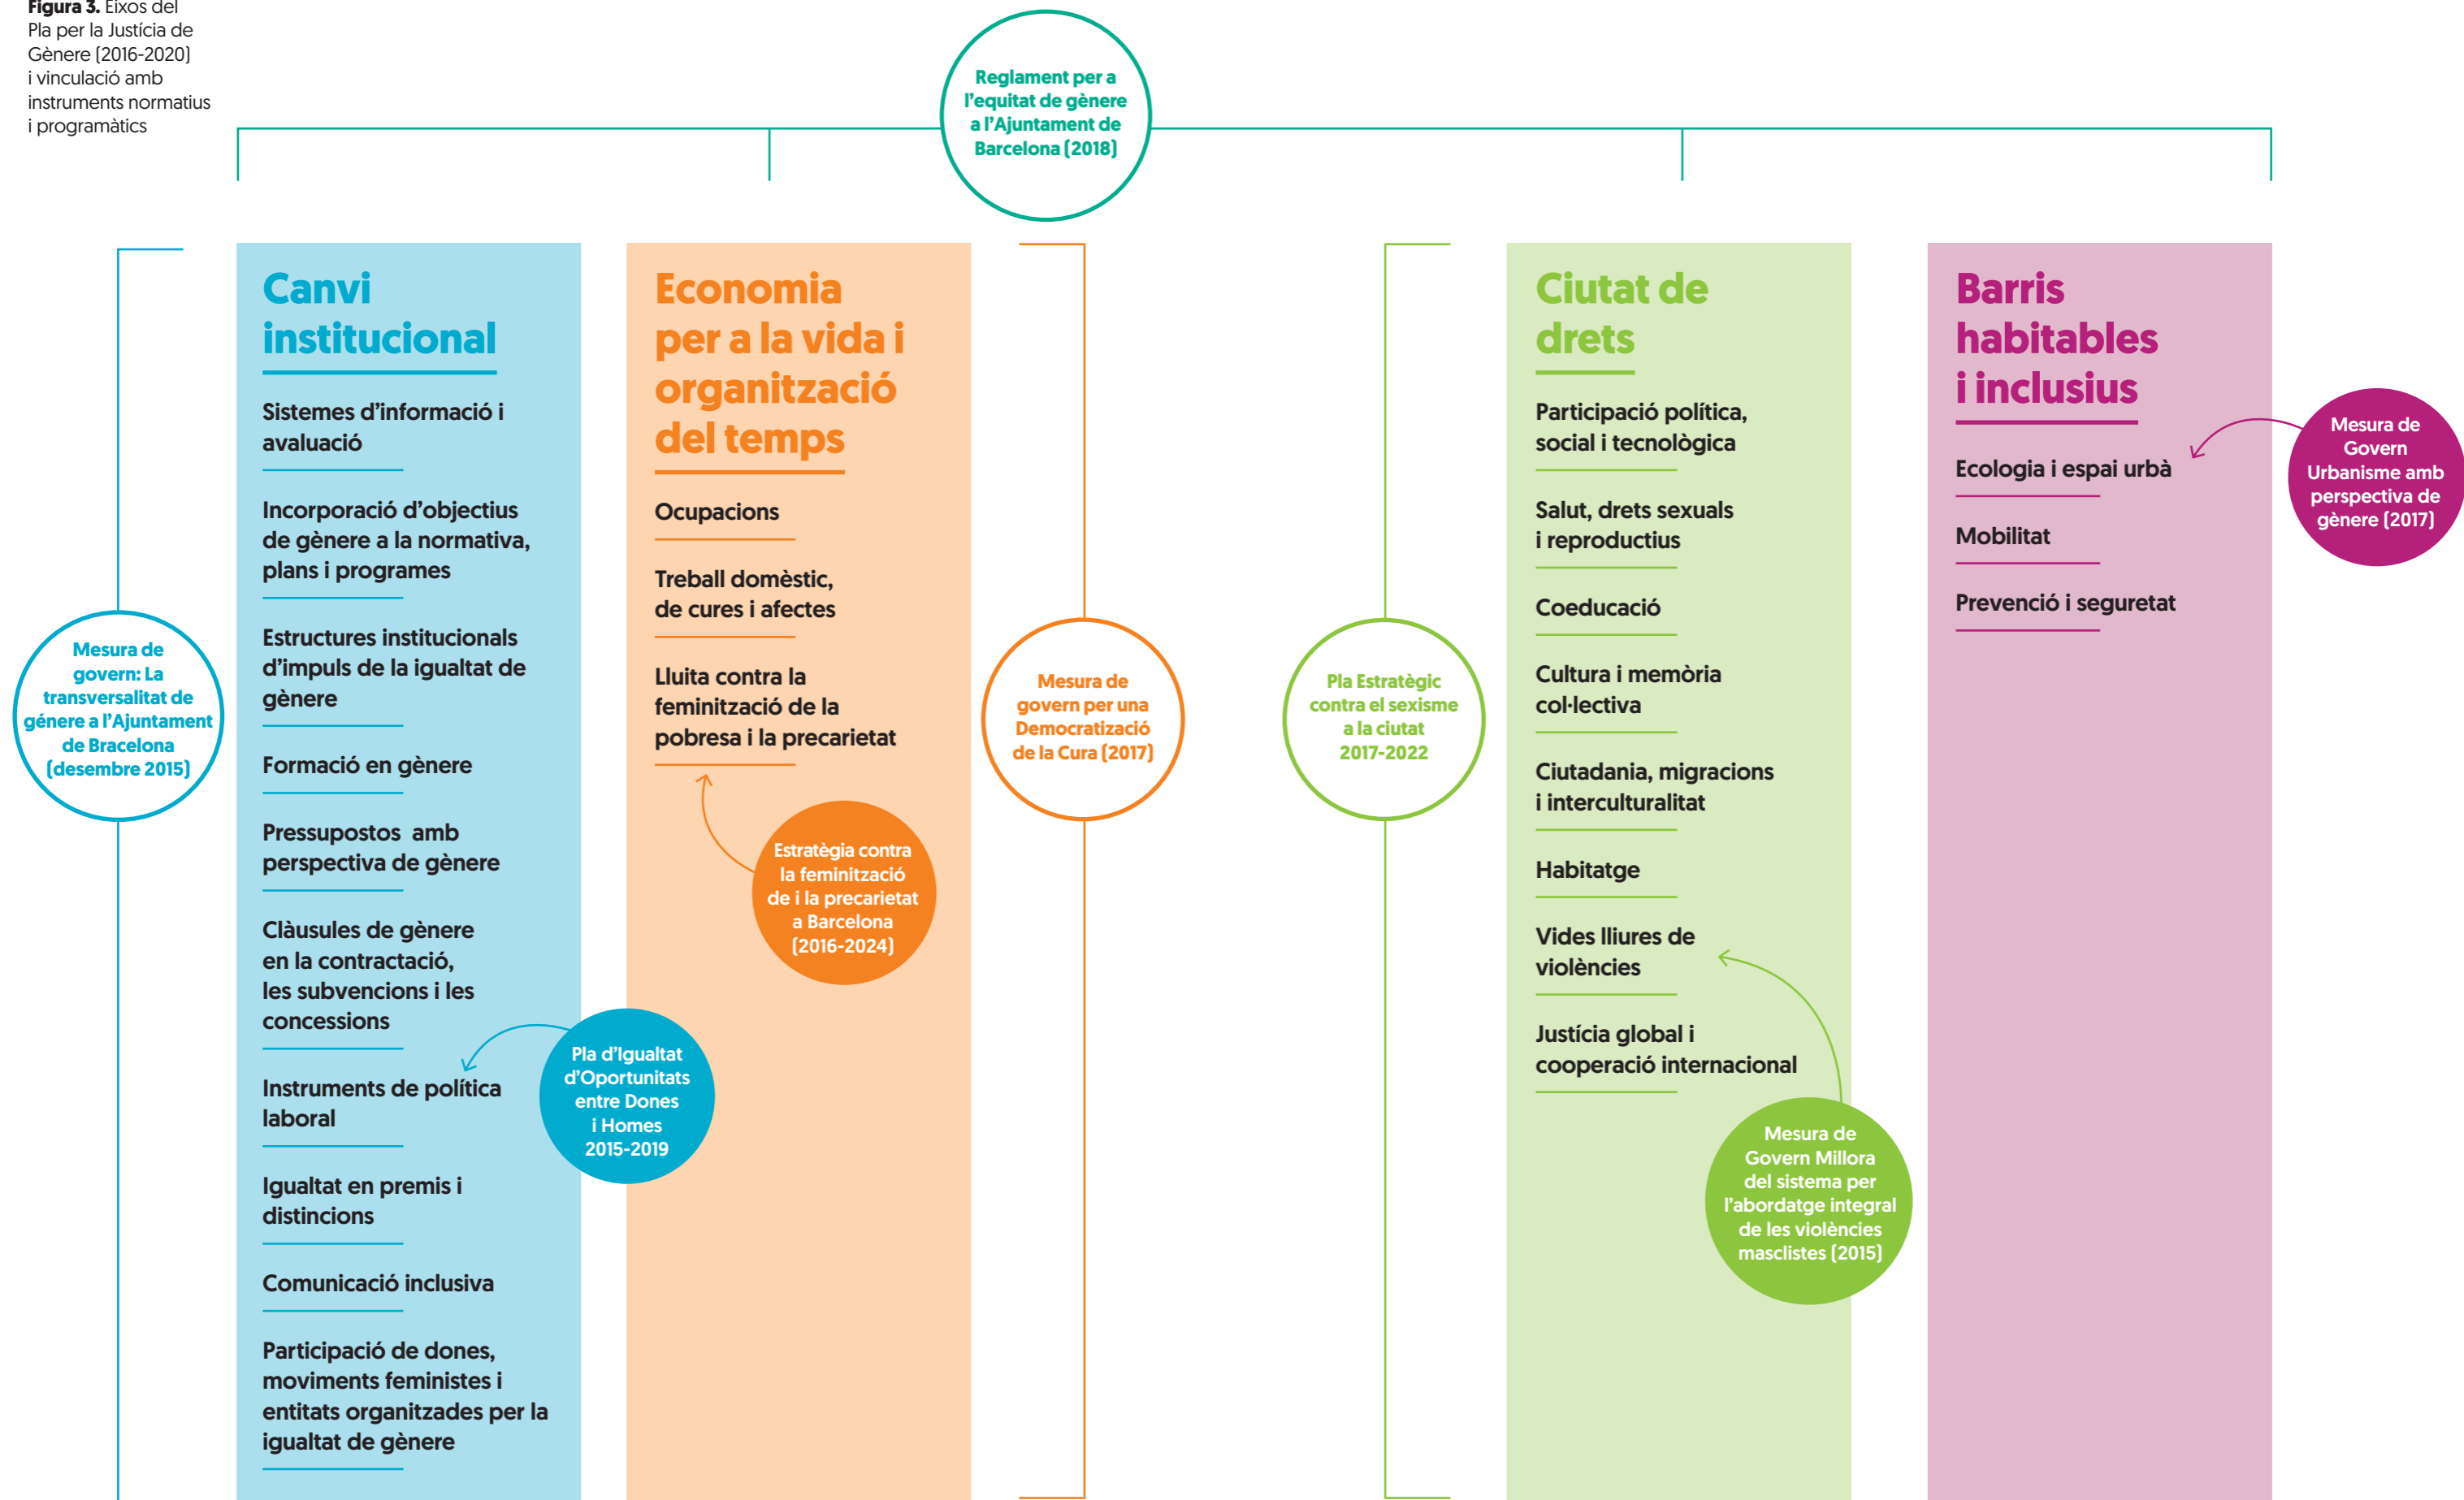 Figura 3. Eixos del
Pla per la Justícia de
Gènere (2016-2020)
i vinculació amb
instruments normatius
i programàtics
Reglament per a
l'equitat de gènere
a l'Ajuntament de
Barcelona (2018)
Mesura de
govern: La
transversalitat de
génere a l'Ajuntament
de Bracelona
(desembre 2015)
Canvi
institucional
Sistemes d'informació i
avaluació
Incorporació d'objectius
de gènere a la normativa,
plans i programes
Estructures institucionals
d'impuls de la igualtat de
gènere
Formació en gènere
Pressupostos amb
perspectiva de gènere
Clàusules de gènere
en la contractació,
les subvencions i les
concessions
Instruments de política
laboral
Igualtat en premis i
distincions
Comunicació inclusiva
Participació de dones,
moviments feministes i
entitats organitzades per la
igualtat de gènere
Pla d'Igualtat
d'Oportunitats
entre Dones
i Homes
2015-2019
Economia
per a la vida i
organització
del temps
Ocupacions
Treball domèstic,
de cures i afectes
Lluita contra la
feminització de la
pobresa i la precarietat
Estratègia contra
la feminització
de i la precarietat
a Barcelona
(2016-2024)
Mesura de
govern per una
Democratització
de la Cura (2017)
Pla Estratègic
contra el sexisme
a la ciutat
2017-2022
Ciutat de
drets
Participació política,
social i tecnològica
Salut, drets sexuals
i reproductius
Coeducació
Cultura i memòria
col·lectiva
Ciutadania, migracions
i interculturalitat
Habitatge
Vides lliures de
violències
Justícia global i
cooperació internacional
Mesura de
Govern Millora
del sistema per
l'abordatge integral
de les violències
masclistes (2015)
Barris
habitables
i inclusius
Ecologia i espai urbà
Mobilitat
Prevenció i seguretat
Mesura de
Govern
Urbanisme amb
perspectiva de
gènere (2017)